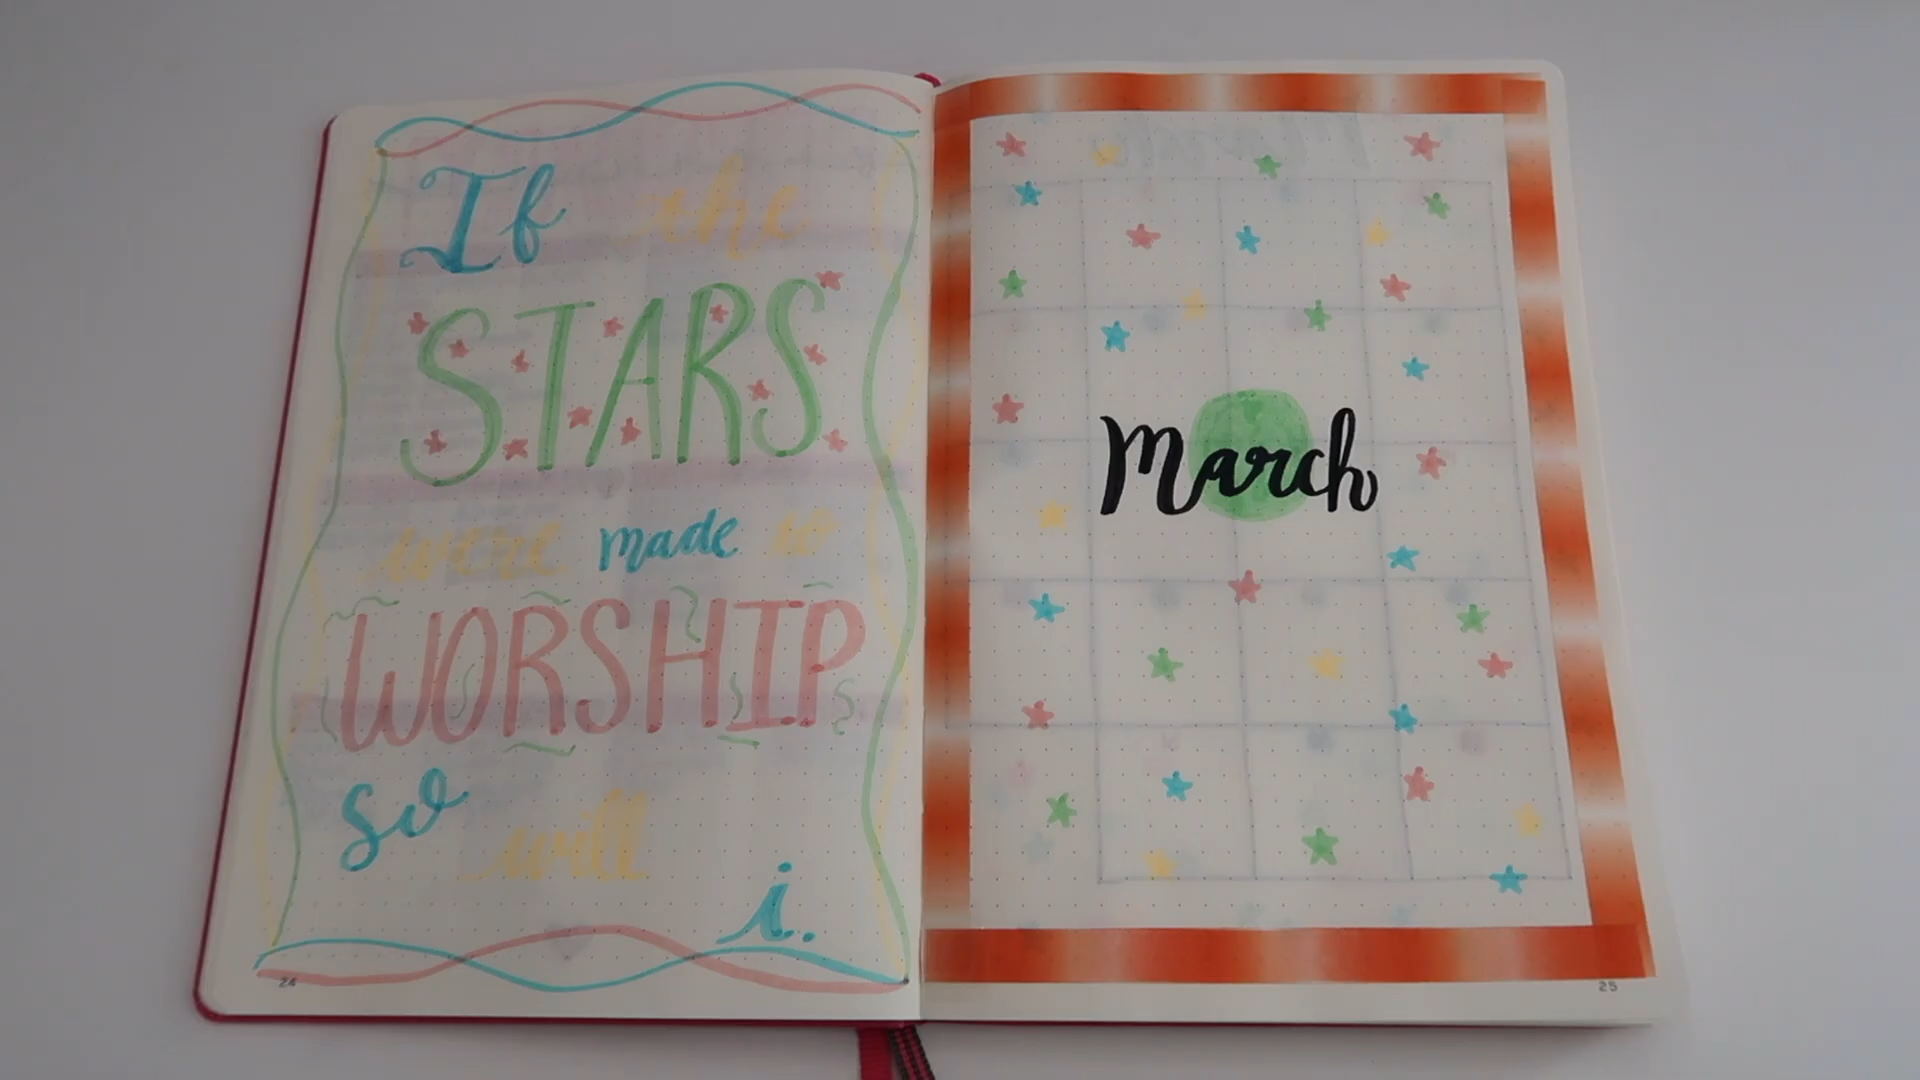 If the
STARS
were made to
WORSHIP
so will
i.
24
March
25